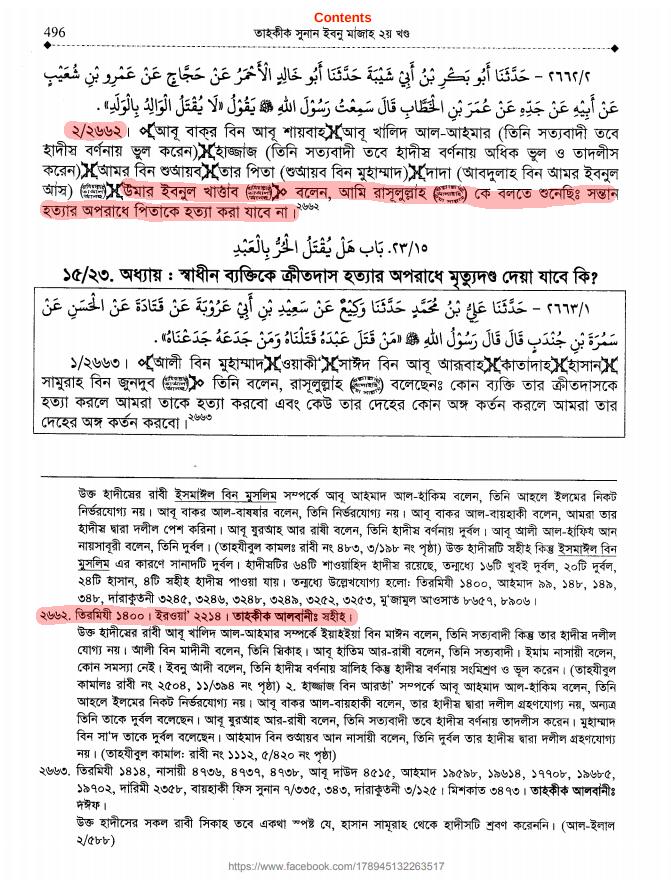 Contents
496 তাহকীক সুনান ইবনু মাজাহ ২য় খণ্ড
٢٦٦٢/٢ - حَدَّثَنَا أَبُو بَكْرِ بْنُ أَبِي شَيْبَةَ حَدَّثَنَا أَبُو خَالِدٍ الْأَحْمَرُ عَنْ حَجَّاجٍ عَنْ عَمْرِو بْنِ شُعَيْبٍ
عَنْ أَبِيهِ عَنْ جَدِّهِ عَنْ عُمَرَ بْنِ الْخَطَّابِ قَالَ سَمِعْتُ رَسُولَ اللهِ ﷺ يَقُولُ «لَا يُقْتَلُ الْوَالِدُ بِالْوَلَدِ».
২/২৬৬২। আবূ বাকর বিন আবূ শায়বাহ আবূ খালিদ আল-আহমার (তিনি সত্যবাদী তবে
হাদীস বর্ণনায় ভুল করেন) হাজ্জাজ (তিনি সত্যবাদী তবে হাদীস বর্ণনায় অধিক ভুল ও তাদলীস
করেন) আমর বিন শুআয়ব তার পিতা (শুআয়ব বিন মুহাম্মাদ) দাদা (আবদুল্লাহ বিন আমর ইবনুল
আস) উমার ইবনুল খাত্তাব বলেন, আমি রাসূলুল্লাহ কে বলতে শুনেছিঃ সন্তান
হত্যার অপরাধে পিতাকে হত্যা করা যাবে না।২৬৬২
٢٣/١٥. بَاب هَلْ يُقْتَلُ الْحُرُّ بِالْعَبْدِ
১৫/২৩. অধ্যায় : স্বাধীন ব্যক্তিকে ক্রীতদাস হত্যার অপরাধে মৃত্যুদণ্ড দেয়া যাবে কি?
٢٦٦٣/١ - حَدَّثَنَا عَلِيُّ بْنُ مُحَمَّدٍ حَدَّثَنَا وَكِيعٌ عَنْ سَعِيدِ بْنِ أَبِي عَرُوبَةَ عَنْ قَتَادَةَ عَنْ الْحَسَنِ عَنْ
سَمُرَةَ بْنِ جُنْدَبٍ قَالَ قَالَ رَسُولُ اللهِ ﷺ «مَنْ قَتَلَ عَبْدَهُ قَتَلْنَاهُ وَمَنْ جَدَعَهُ جَدَعْنَاهُ».
১/২৬৬৩। আলী বিন মুহাম্মাদ ওয়াকী' সাঈদ বিন আবূ আরূবাহ কাতাদাহ হাসান
সামুরাহ বিন জুনদুব তিনি বলেন, রাসূলুল্লাহ বলেছেনঃ কোন ব্যক্তি তার ক্রীতদাসকে
হত্যা করলে আমরা তাকে হত্যা করবো এবং কেউ তার দেহের কোন অঙ্গ কর্তন করলে আমরা তার
দেহের অঙ্গ কর্তন করবো।২৬৬৩
উক্ত হাদীসের রাবী ইসমাঈল বিন মুসলিম সম্পর্কে আবূ আহমাদ আল-হাকিম বলেন, তিনি আহলে ইলমের নিকট
নির্ভরযোগ্য নয়। আবূ বাকর আল-বাযযার বলেন, নির্ভরযোগ্য নয়। আবূ বাকর আল-বায়হাকী বলেন, আমরা তার
হাদীস দ্বারা দলীল পেশ করিনা। আবূ যুরআহ আর রাযী বলেন, তিনি হাদীস বর্ণনায় দুর্বল। আবূ আলী আল-হাফিয আন
নায়সাবূরী বলেন, তিনি দুর্বল। (তাহযীবুল কামালঃ রাবী নং ৪৮৩, ৩/১৯৮ নং পৃষ্ঠা) উক্ত হাদীসটি সহীহ কিন্তু ইসমাঈল বিন
মুসলিম এর কারণে সানাদটি দুর্বল। হাদীসটির ৬৪টি শাওয়াহিদ হাদীস রয়েছে, তন্মধ্যে ১৬টি খুবই দুর্বল, ২০টি দুর্বল,
২৪টি হাসান, ৪টি সহীহ হাদীস পাওয়া যায়। তন্মধ্যে উল্লেখযোগ্য হলো: তিরমিযী ১৪০০, আহমাদ ৯৯, ১৪৮, ১৪৯,
৩৪৮, দারাকুতনী ৩২৪৫, ৩২৪৬, ৩২৪৮, ৩২৪৯, ৩২৫২, ৩২৫৩, মু'জামুল আওসাত ৮৬৫৭, ৮৯০৬।
২৬৬২. তিরমিযী ১৪০০। ইরওয়া' ২২১৪। তাহকীক আলবানীঃ সহীহ।
উক্ত হাদীসের রাবী আবূ খালিদ আল-আহমার সম্পর্কে ইয়াহইয়া বিন মাঈন বলেন, তিনি সত্যবাদী কিন্তু তার হাদীস দলীল
যোগ্য নয়। আলী বিন মাদীনী বলেন, তিনি সিকাহ। আবূ হাতিম আর-রাযী বলেন, তিনি সত্যবাদী। ইমাম নাসায়ী বলেন,
কোন সমস্যা নেই। ইবনু আদী বলেন, তিনি হাদীস বর্ণনায় সালিহ কিন্তু হাদীস বর্ণনায় সংমিশ্রণ ও ভুল করেন। (তাহযীবুল
কামালঃ রাবী নং ২৫০৪, ১১/৩৯৪ নং পৃষ্ঠা) ২. হাজ্জাজ বিন আরতা' সম্পর্কে আবূ আহমাদ আল-হাকিম বলেন, তিনি
আহলে ইলমের নিকট নির্ভরযোগ্য নয়। আবূ বাকর আল-বায়হাকী বলেন, তার হাদীস দ্বারা দলীল গ্রহণযোগ্য নয়, অন্যত্র
তিনি তাকে দুর্বল বলেছেন। আবূ যুরআহ আর-রাযী বলেন, তিনি সত্যবাদী তবে হাদীস বর্ণনায় তাদলীস করেন। মুহাম্মাদ
বিন সা'দ তাকে দুর্বল বলেছেন। আহমাদ বিন শুআয়ব আন নাসায়ী বলেন, তিনি দুর্বল তার হাদীস দ্বারা দলীল গ্রহণযোগ্য
নয়। (তাহযীবুল কামাল: রাবী নং ১১১২, ৫/৪২০ নং পৃষ্ঠা)
২৬৬৩. তিরমিযী ১৪১৪, নাসায়ী ৪৭৩৬, ৪৭৩৭, ৪৭৩৮, আবূ দাউদ ৪৫১৫, আহমাদ ১৯৫৯৮, ১৯৬১৪, ১৭৭০৮, ১৯৬৮৫,
১৯৭০২, দারিমী ২৩৫৮, বায়হাকী ফিস সুনান ৭/৩৩৫, ৩৪৩, দারাকুতনী ৩/১২৫। মিশকাত ৩৪৭৩। তাহকীক আলবানীঃ
দঈফ।
উক্ত হাদীসের সকল রাবী সিকাহ তবে একথা স্পষ্ট যে, হাসান সামূরাহ থেকে হাদীসটি শ্রবণ করেননি। (আল-ইলাল
২/৫৮৮)
https://www.facebook.com/178945132263517